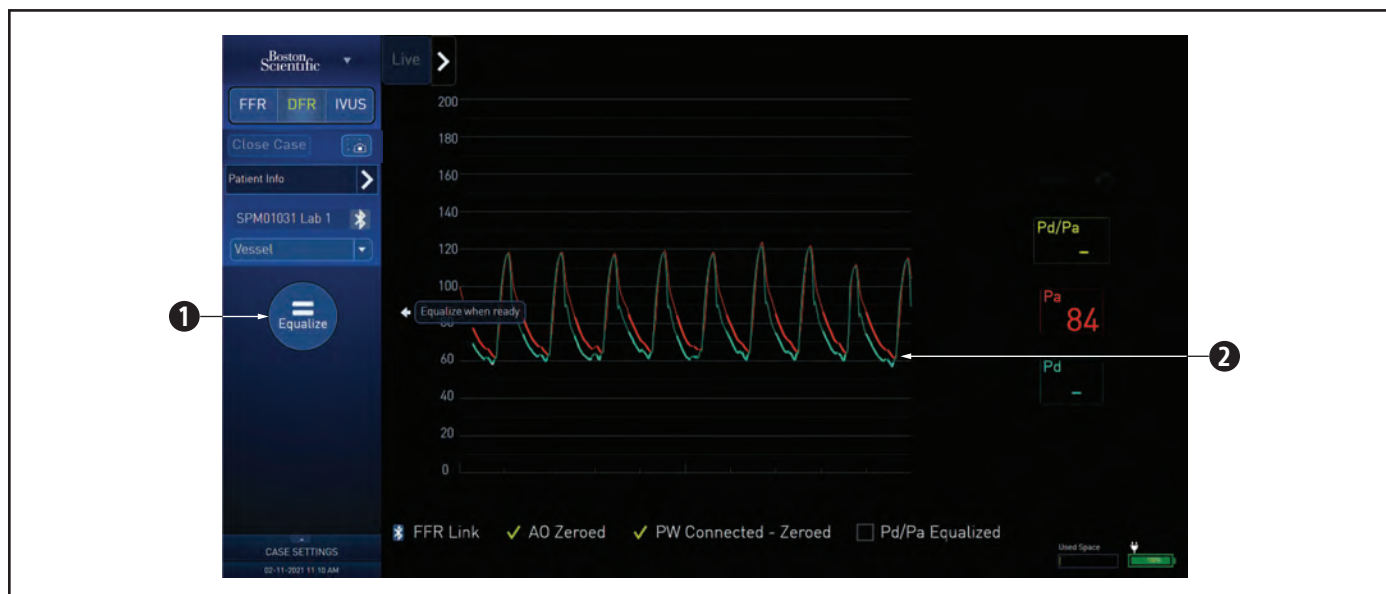 Boston
Scientific
Live
FFR DFR IVUS
Close Case
Patient Info
SPM01031 Lab 1
Vessel
1
Equalize
200
180
160
140
120
100
80
60
40
20
0
Equalize when ready
Pd/Pa
–
Pa
84
Pd
–
2
FFR Link
AO Zeroed
PW Connected - Zeroed
Pd/Pa Equalized
CASE SETTINGS
02-11-2021 11:10 AM
Used Space
100%